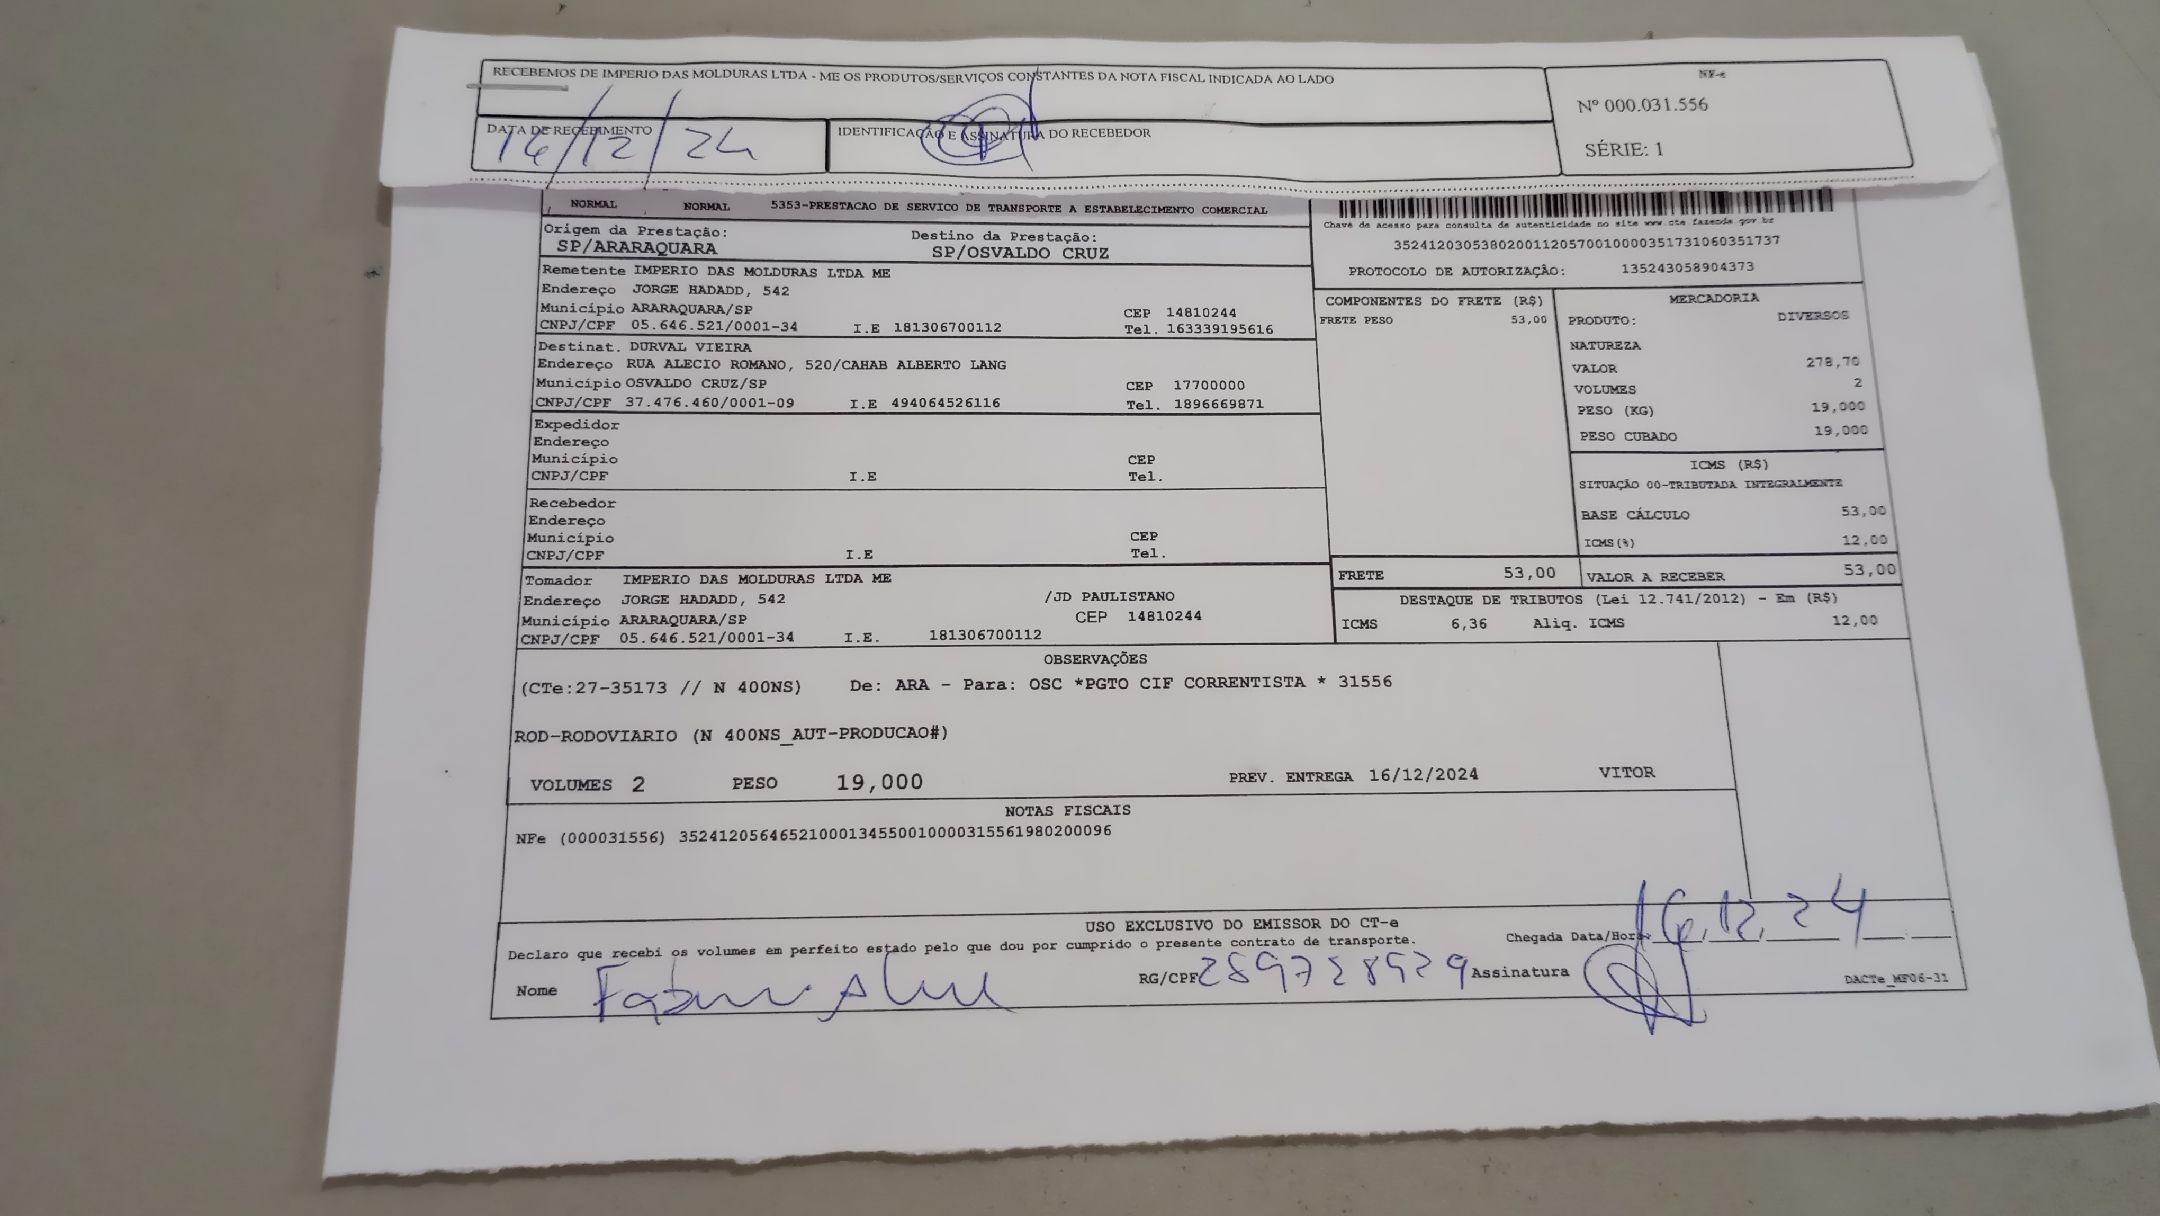 RECEBEMOS DE IMPERIO DAS MOLDURAS LTDA - ME OS PRODUTOS/SERVIÇOS CONSTANTES DA NOTA FISCAL INDICADA AO LADO
NF-e
Nº 000.031.556
SÉRIE: 1
DATA DE RECEBIMENTO
16/12/24
IDENTIFICAÇÃO E ASSINATURA DO RECEBEDOR
NORMAL NORMAL 5353-PRESTACAO DE SERVICO DE TRANSPORTE A ESTABELECIMENTO COMERCIAL
Origem da Prestação: Destino da Prestação:
SP/ARARAQUARA SP/OSVALDO CRUZ
Chave de acesso para consulta de autenticidade no site www.cte.fazenda.gov.br
35241203053802001120570010000351731060351737
PROTOCOLO DE AUTORIZAÇÃO: 135243058904373
Remetente IMPERIO DAS MOLDURAS LTDA ME
Endereço JORGE HADADD, 542
Município ARARAQUARA/SP CEP 14810244
CNPJ/CPF 05.646.521/0001-34 I.E 181306700112 Tel. 163339195616
Destinat. DURVAL VIEIRA
Endereço RUA ALECIO ROMANO, 520/CAHAB ALBERTO LANG
Município OSVALDO CRUZ/SP CEP 17700000
CNPJ/CPF 37.476.460/0001-09 I.E 494064526116 Tel. 1896669871
Expedidor
Endereço
Município CEP
CNPJ/CPF I.E Tel.
Recebedor
Endereço
Município CEP
CNPJ/CPF I.E Tel.
Tomador IMPERIO DAS MOLDURAS LTDA ME
Endereço JORGE HADADD, 542 /JD PAULISTANO
Município ARARAQUARA/SP CEP 14810244
CNPJ/CPF 05.646.521/0001-34 I.E. 181306700112
COMPONENTES DO FRETE (R$)
FRETE PESO 53,00
MERCADORIA
PRODUTO: DIVERSOS
NATUREZA
VALOR 278,70
VOLUMES 2
PESO (KG) 19,000
PESO CUBADO 19,000
ICMS (R$)
SITUAÇÃO 00-TRIBUTADA INTEGRALMENTE
BASE CÁLCULO 53,00
ICMS(%) 12,00
FRETE 53,00 VALOR A RECEBER 53,00
DESTAQUE DE TRIBUTOS (Lei 12.741/2012) - Em (R$)
ICMS 6,36 Aliq. ICMS 12,00
OBSERVAÇÕES
(CTe:27-35173 // N 400NS) De: ARA - Para: OSC *PGTO CIF CORRENTISTA * 31556
ROD-RODOVIARIO (N 400NS_AUT-PRODUCAO#)
VOLUMES 2 PESO 19,000 PREV. ENTREGA 16/12/2024 VITOR
NOTAS FISCAIS
NFe (000031556) 35241205646521000134550010000315561980200096
USO EXCLUSIVO DO EMISSOR DO CT-e
Declaro que recebi os volumes em perfeito estado pelo que dou por cumprido o presente contrato de transporte. Chegada Data/Hora 16,12,24
Nome RG/CPF 289728929 Assinatura
DACTe_MF06-31